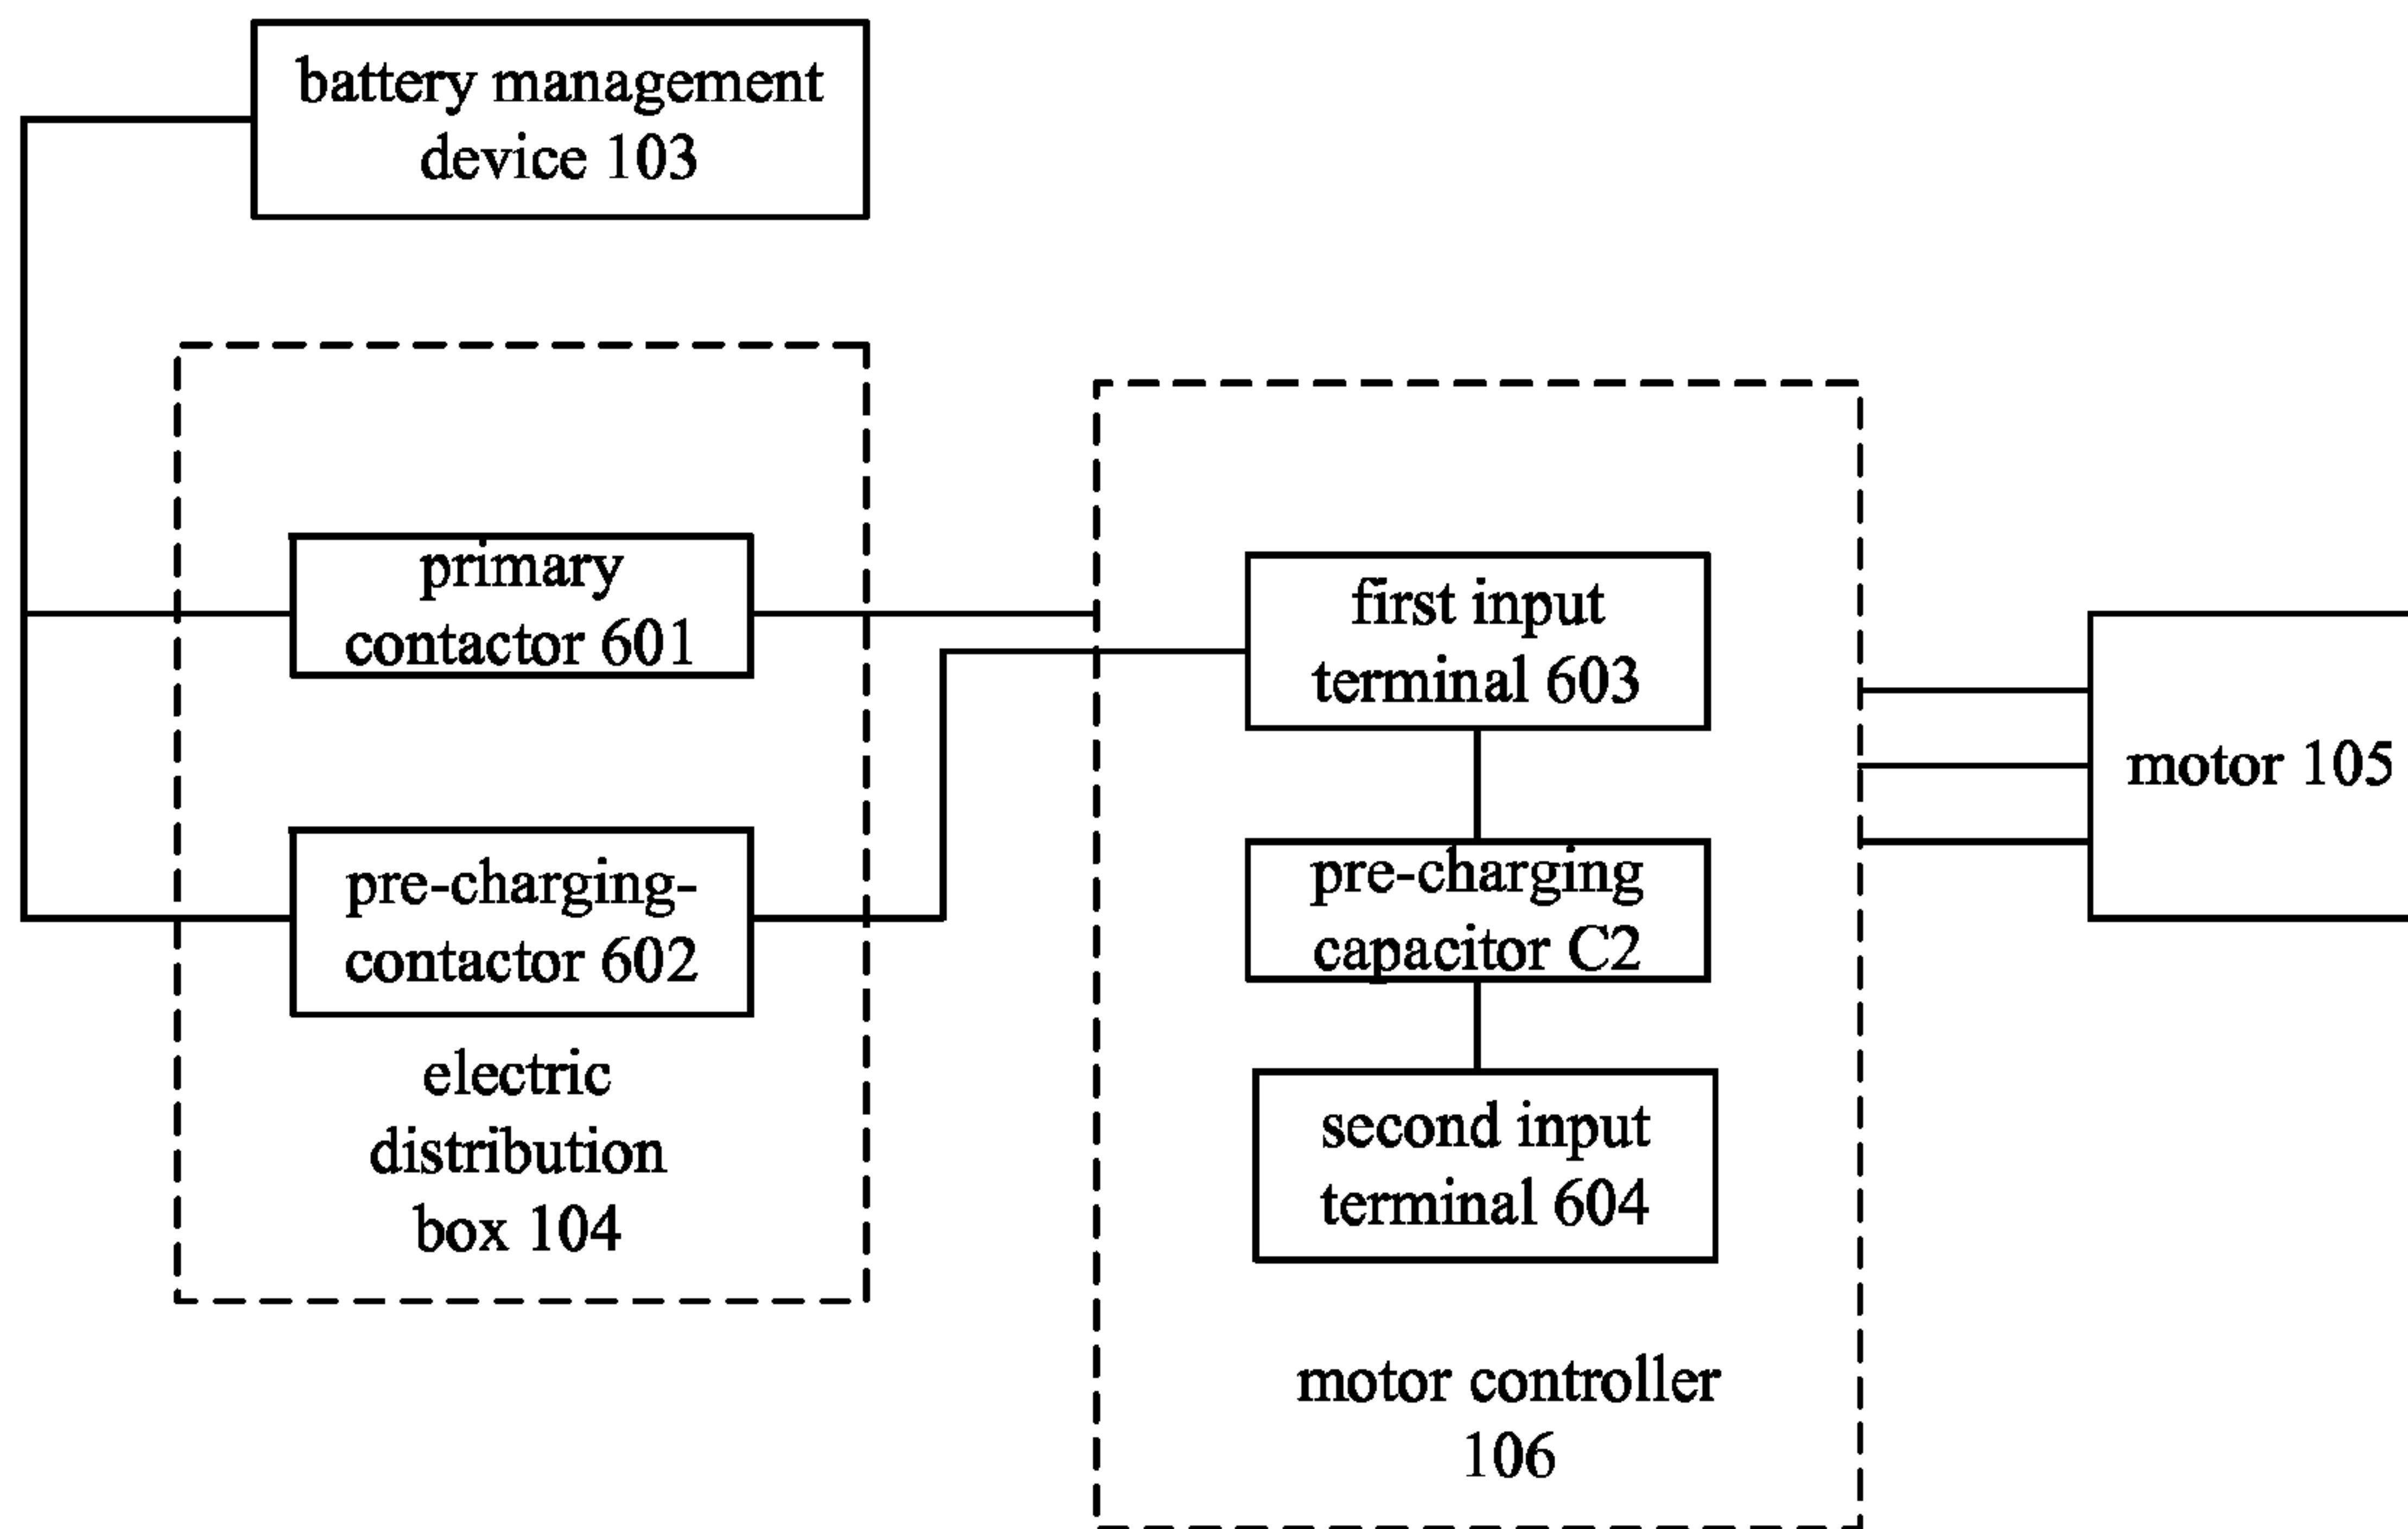 battery management
device 103
primary
contactor 601
pre-charging-
contactor 602
electric
distribution
box 104
first input
terminal 603
pre-charging
capacitor C2
second input
terminal 604
motor controller
106
motor 105